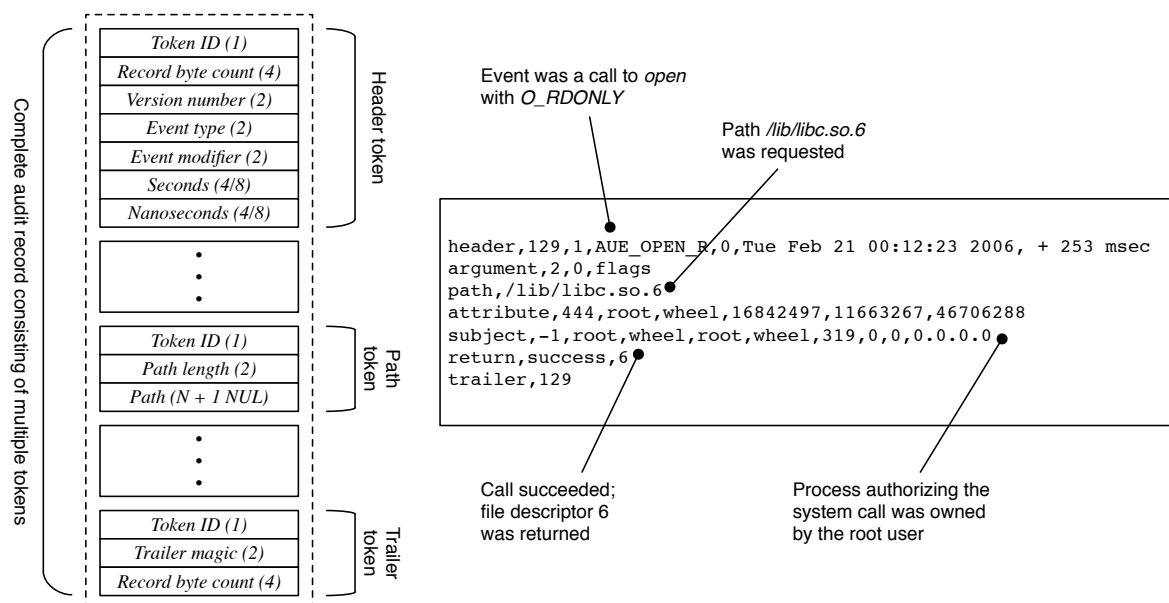 Complete audit record consisting of multiple tokens
Token ID (1)
Record byte count (4)
Version number (2)
Event type (2)
Event modifier (2)
Seconds (4/8)
Nanoseconds (4/8)
Header token
Token ID (1)
Path length (2)
Path (N + 1 NUL)
Path
token
Token ID (1)
Trailer magic (2)
Record byte count (4)
Trailer
token
Event was a call to open
with O_RDONLY
Path /lib/libc.so.6
was requested
header,129,1,AUE_OPEN_R,0,Tue Feb 21 00:12:23 2006, + 253 msec
argument,2,0,flags
path,/lib/libc.so.6
attribute,444,root,wheel,16842497,11663267,46706288
subject,-1,root,wheel,root,wheel,319,0,0,0.0.0.0
return,success,6
trailer,129
Call succeeded;
file descriptor 6
was returned
Process authorizing the
system call was owned
by the root user